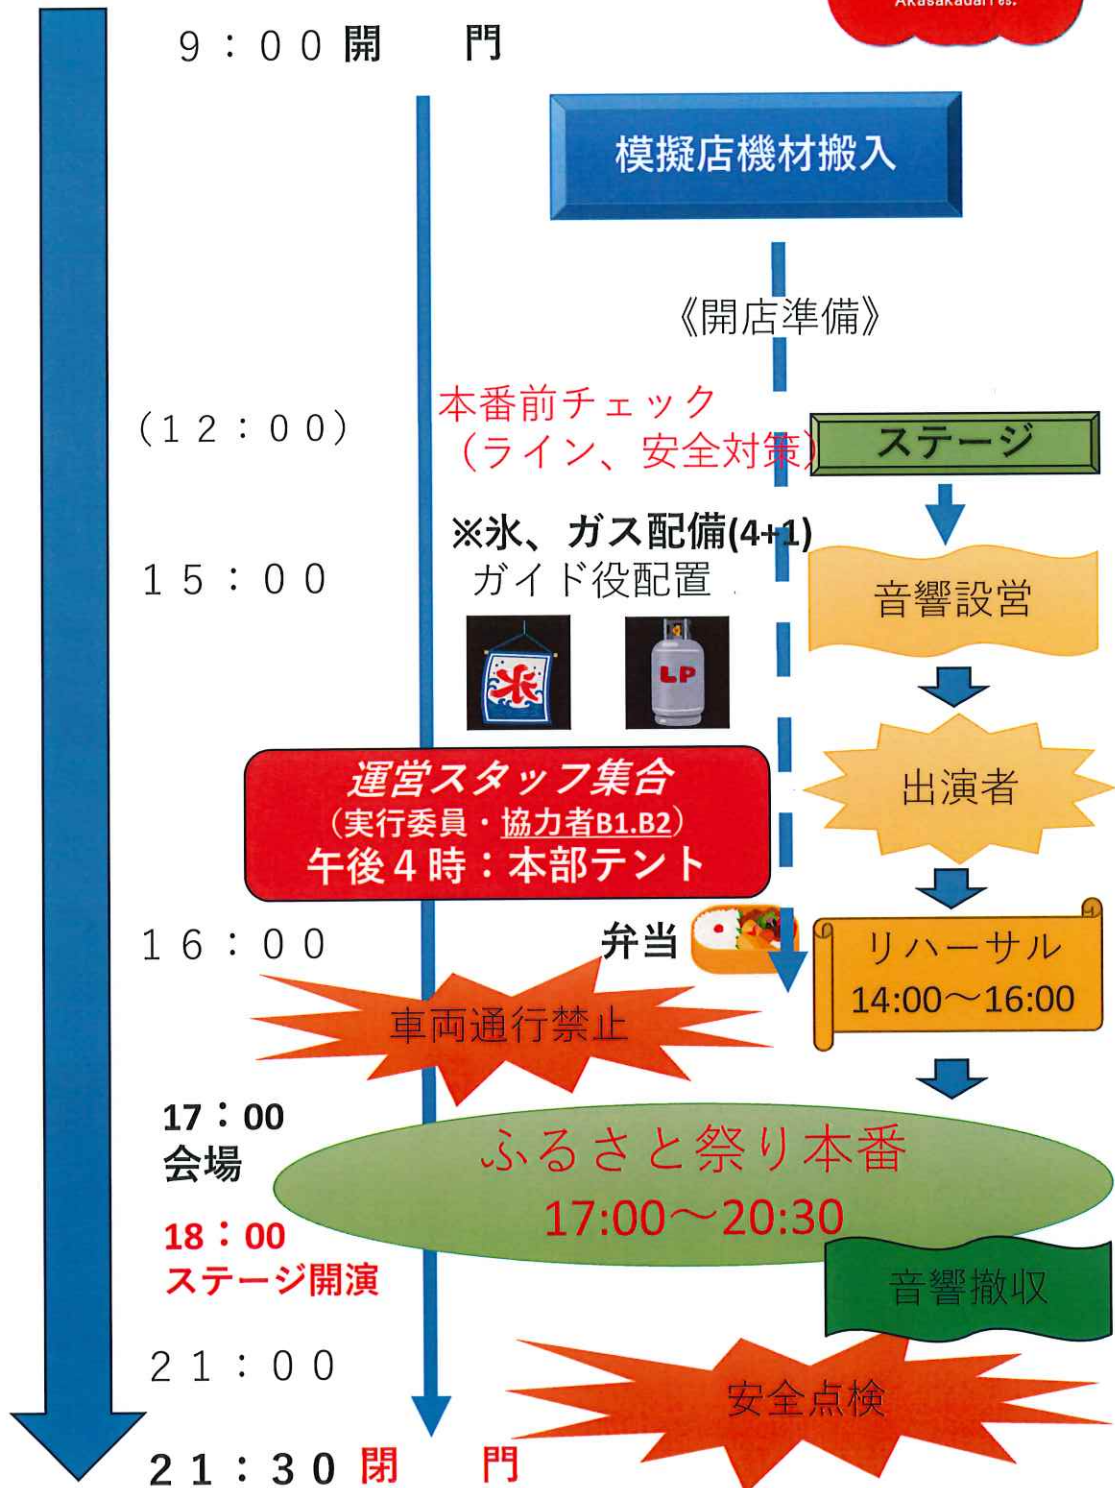 Akasakadai Fes.
９：００ 開　門
模擬店機材搬入
《開店準備》
(１２：００)
本番前チェック
（ライン、安全対策）
ステージ
※氷、ガス配備(4+1)
１５：００
ガイド役配置
音響設営
氷
LP
運営スタッフ集合
（実行委員・協力者B1.B2）
午後４時：本部テント
出演者
１６：００
弁当
リハーサル
14:00～16:00
車両通行禁止
17：00
会場
ふるさと祭り本番
17:00～20:30
18：00
ステージ開演
音響撤収
２１：００
安全点検
２１：３０ 閉　門